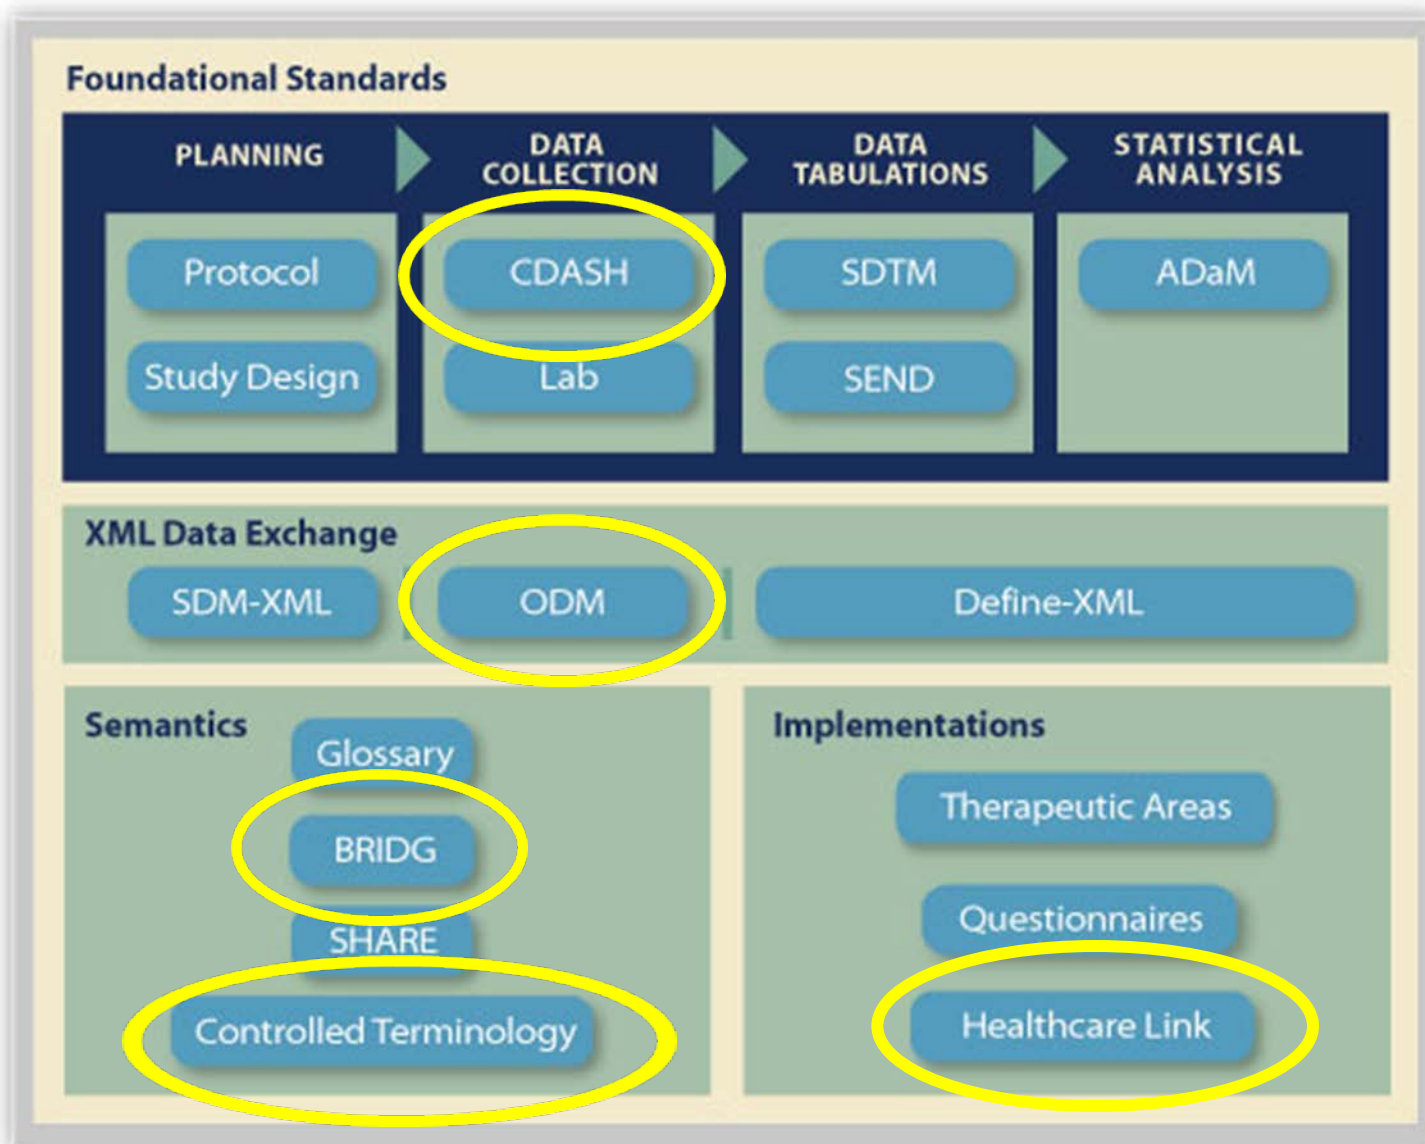 Foundational Standards
PLANNING
DATA
COLLECTION
DATA
TABULATIONS
STATISTICAL
ANALYSIS
Protocol
CDASH
SDTM
ADaM
Study Design
Lab
SEND
XML Data Exchange
SDM-XML
ODM
Define-XML
Semantics
Glossary
BRIDG
SHARE
Controlled Terminology
Implementations
Therapeutic Areas
Questionnaires
Healthcare Link